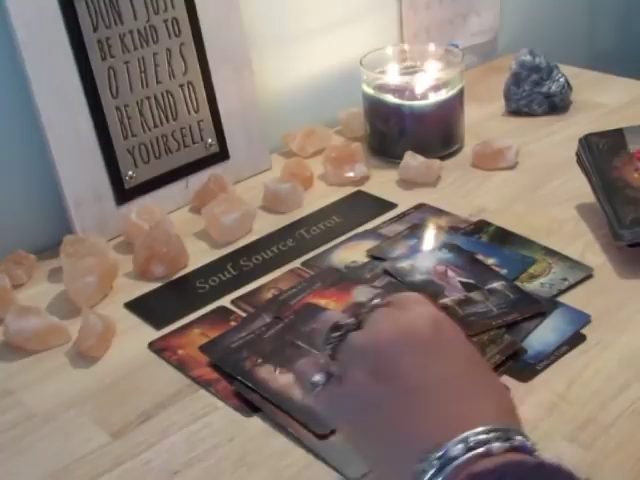 DON'T JUST
BE KIND TO
OTHERS
BE KIND TO
YOURSELF
Soul Source Tarot